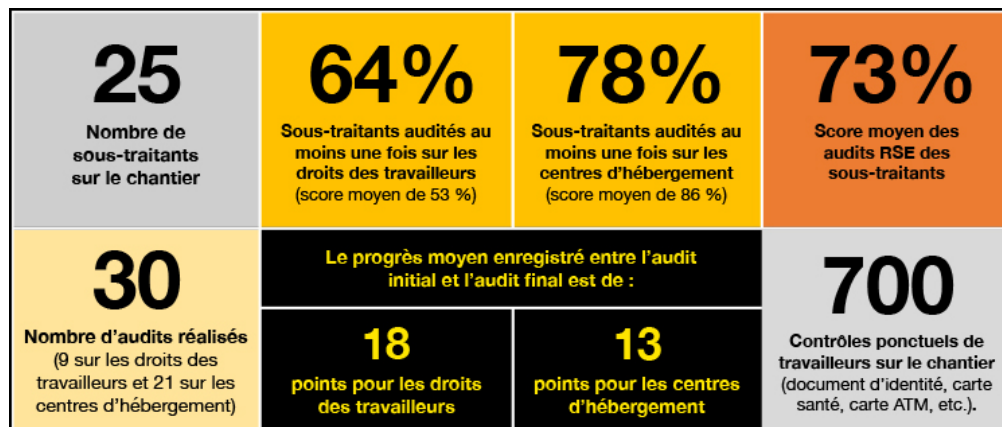 25
Nombre de
sous-traitants
sur le chantier
64%
Sous-traitants audités au
moins une fois sur les
droits des travailleurs
(score moyen de 53 %)
78%
Sous-traitants audités au
moins une fois sur les
centres d’hébergement
(score moyen de 86 %)
73%
Score moyen des
audits RSE des
sous-traitants
30
Nombre d’audits réalisés
(9 sur les droits des
travailleurs et 21 sur les
centres d’hébergement)
Le progrès moyen enregistré entre l’audit
initial et l’audit final est de :
18
points pour les droits
des travailleurs
13
points pour les centres
d’hébergement
700
Contrôles ponctuels de
travailleurs sur le chantier
(document d’identité, carte
santé, carte ATM, etc.).